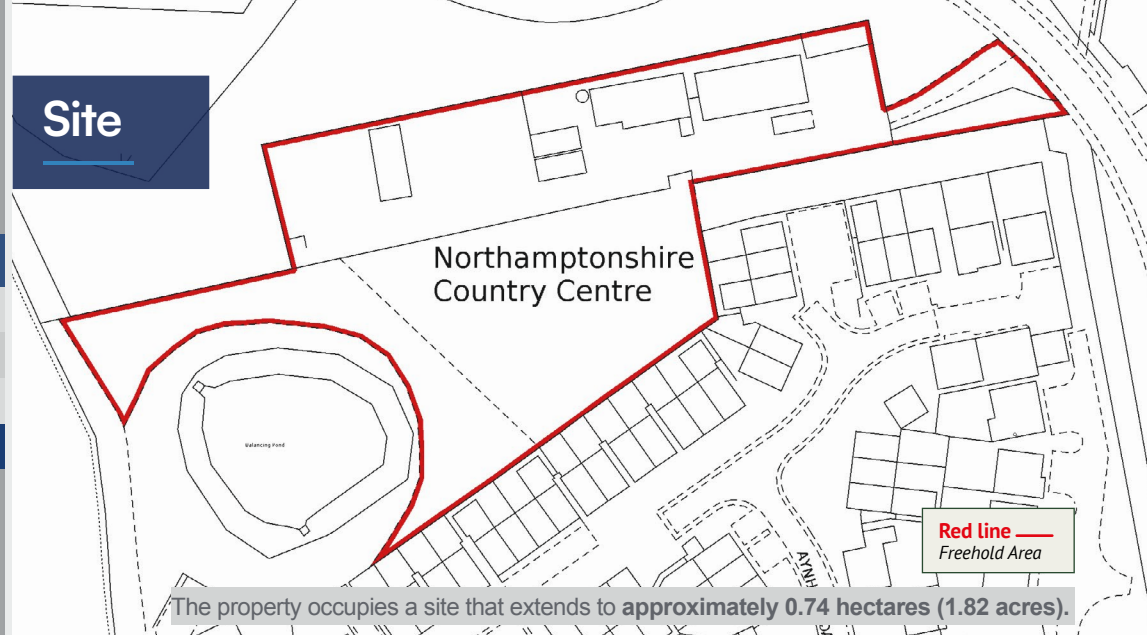 Site
Northamptonshire
Country Centre
Balancing Pond
Red line
Freehold Area
The property occupies a site that extends to approximately 0.74 hectares (1.82 acres).